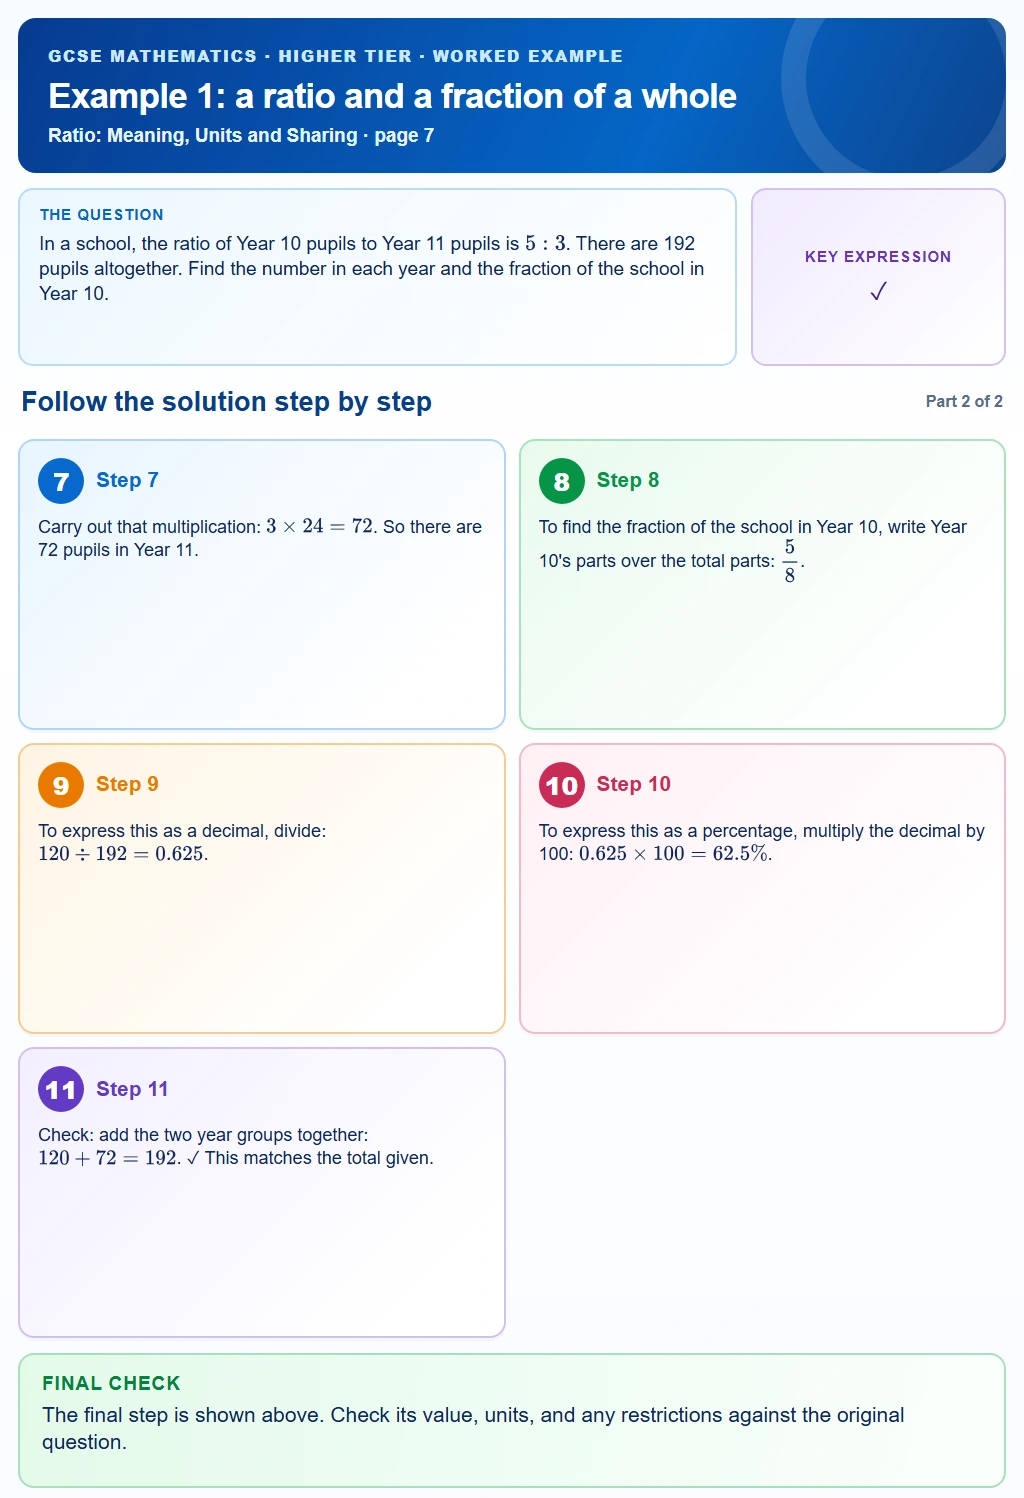 GCSE MATHEMATICS · HIGHER TIER · WORKED EXAMPLE
Example 1: a ratio and a fraction of a whole
Ratio: Meaning, Units and Sharing · page 7
THE QUESTION
In a school, the ratio of Year 10 pupils to Year 11 pupils is 5 : 3. There are 192
pupils altogether. Find the number in each year and the fraction of the school in
Year 10.
KEY EXPRESSION
✓
Follow the solution step by step
Part 2 of 2
7 Step 7
Carry out that multiplication: 3 × 24 = 72. So there are
72 pupils in Year 11.
8 Step 8
To find the fraction of the school in Year 10, write Year
10's parts over the total parts: 5/8.
9 Step 9
To express this as a decimal, divide:
120 ÷ 192 = 0.625.
10 Step 10
To express this as a percentage, multiply the decimal by
100: 0.625 × 100 = 62.5%.
11 Step 11
Check: add the two year groups together:
120 + 72 = 192. ✓ This matches the total given.
FINAL CHECK
The final step is shown above. Check its value, units, and any restrictions against the original
question.